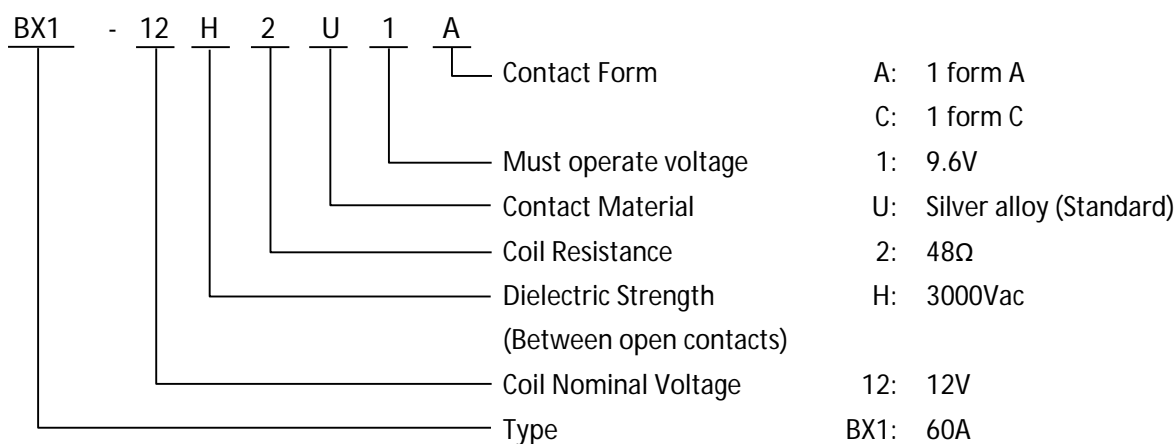 BX1 - 12 H 2 U 1 A
Contact Form A: 1 form A
C: 1 form C
Must operate voltage 1: 9.6V
Contact Material U: Silver alloy (Standard)
Coil Resistance 2: 48Ω
Dielectric Strength H: 3000Vac
(Between open contacts)
Coil Nominal Voltage 12: 12V
Type BX1: 60A